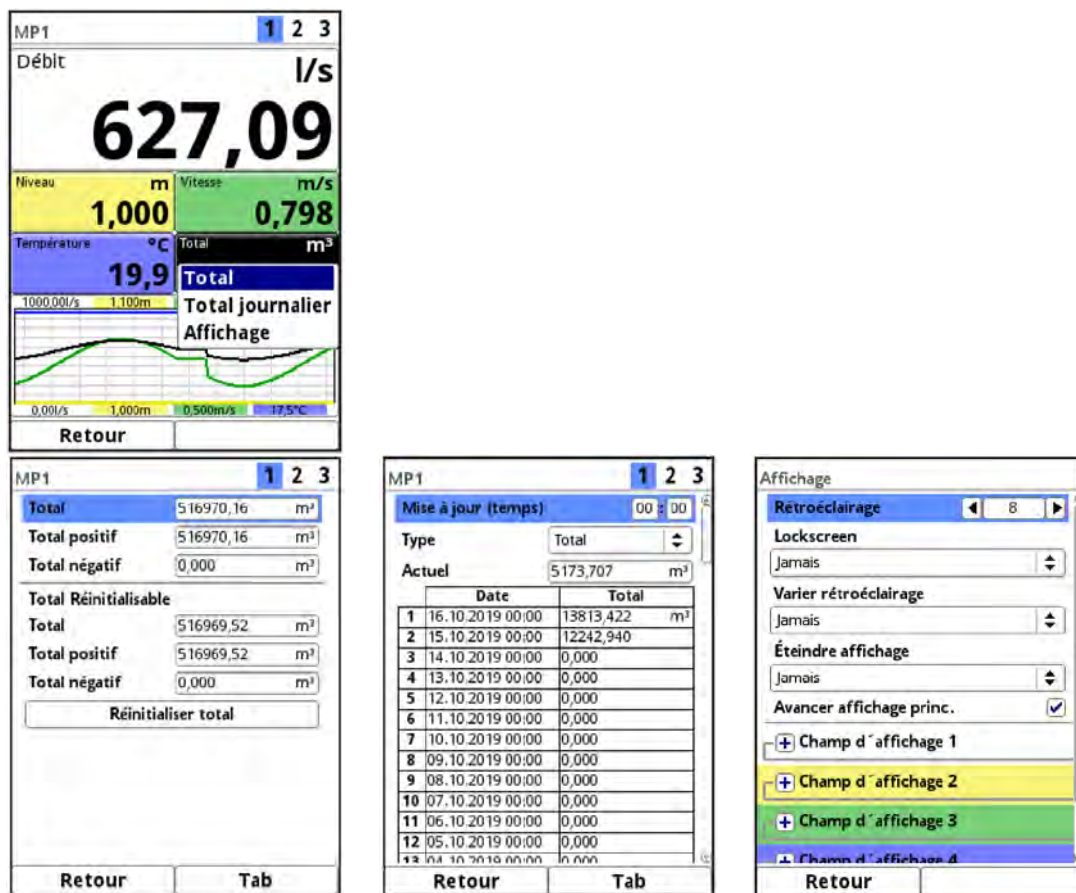 MP1 1 2 3
Débit l/s
627,09
Niveau m Vitesse m/s
1,000 0,798
Température °C Total m³
19,9 Total
1000,00l/s 1,100m Total journalier
Affichage
0,00l/s 1,000m 0,500m/s 17,5°C
Retour
MP1 1 2 3
Total 516970,16 m³
Total positif 516970,16 m³
Total négatif 0,000 m³
Total Réinitialisable
Total 516969,52 m³
Total positif 516969,52 m³
Total négatif 0,000 m³
Réinitialiser total
Retour Tab
MP1 1 2 3
Mise à jour (temps) 00 : 00
Type Total
Actuel 5173,707 m³
Date Total
1 16.10.2019 00:00 13813,422 m³
2 15.10.2019 00:00 12242,940
3 14.10.2019 00:00 0,000
4 13.10.2019 00:00 0,000
5 12.10.2019 00:00 0,000
6 11.10.2019 00:00 0,000
7 10.10.2019 00:00 0,000
8 09.10.2019 00:00 0,000
9 08.10.2019 00:00 0,000
10 07.10.2019 00:00 0,000
11 06.10.2019 00:00 0,000
12 05.10.2019 00:00 0,000
13 04.10.2019 00:00 0,000
Retour Tab
Affichage
Rétroéclairage 8
Lockscreen
Jamais
Varier rétroéclairage
Jamais
Éteindre affichage
Jamais
Avancer affichage princ.
+ Champ d´affichage 1
+ Champ d´affichage 2
+ Champ d´affichage 3
+ Champ d´affichage 4
Retour